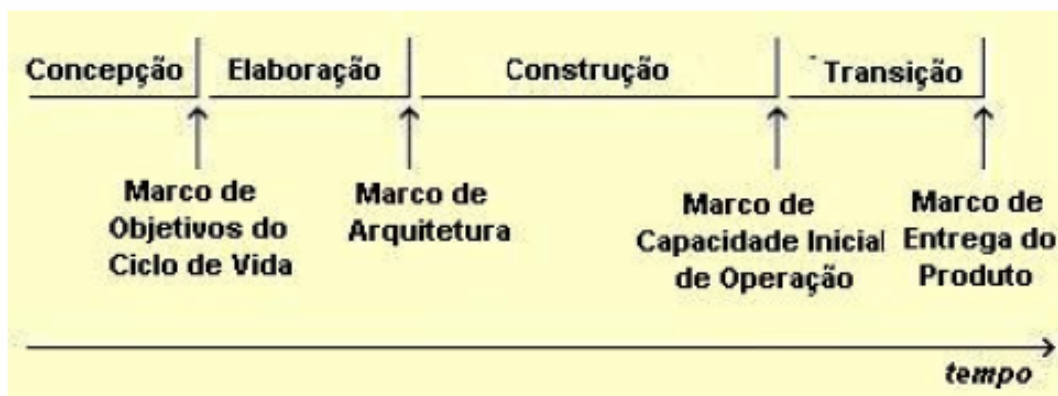 Concepção Elaboração Construção Transição
Marco de
Objetivos do
Ciclo de Vida
Marco de
Arquitetura
Marco de
Capacidade Inicial
de Operação
Marco de
Entrega do
Produto
tempo